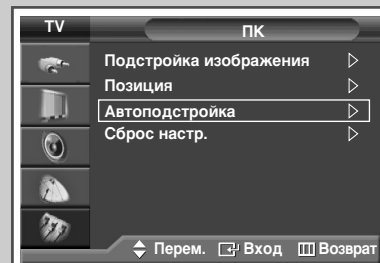 TV ПК
Подстройка изображения
Позиция
Автоподстройка
Сброс настр.
Перем. Вход Возврат